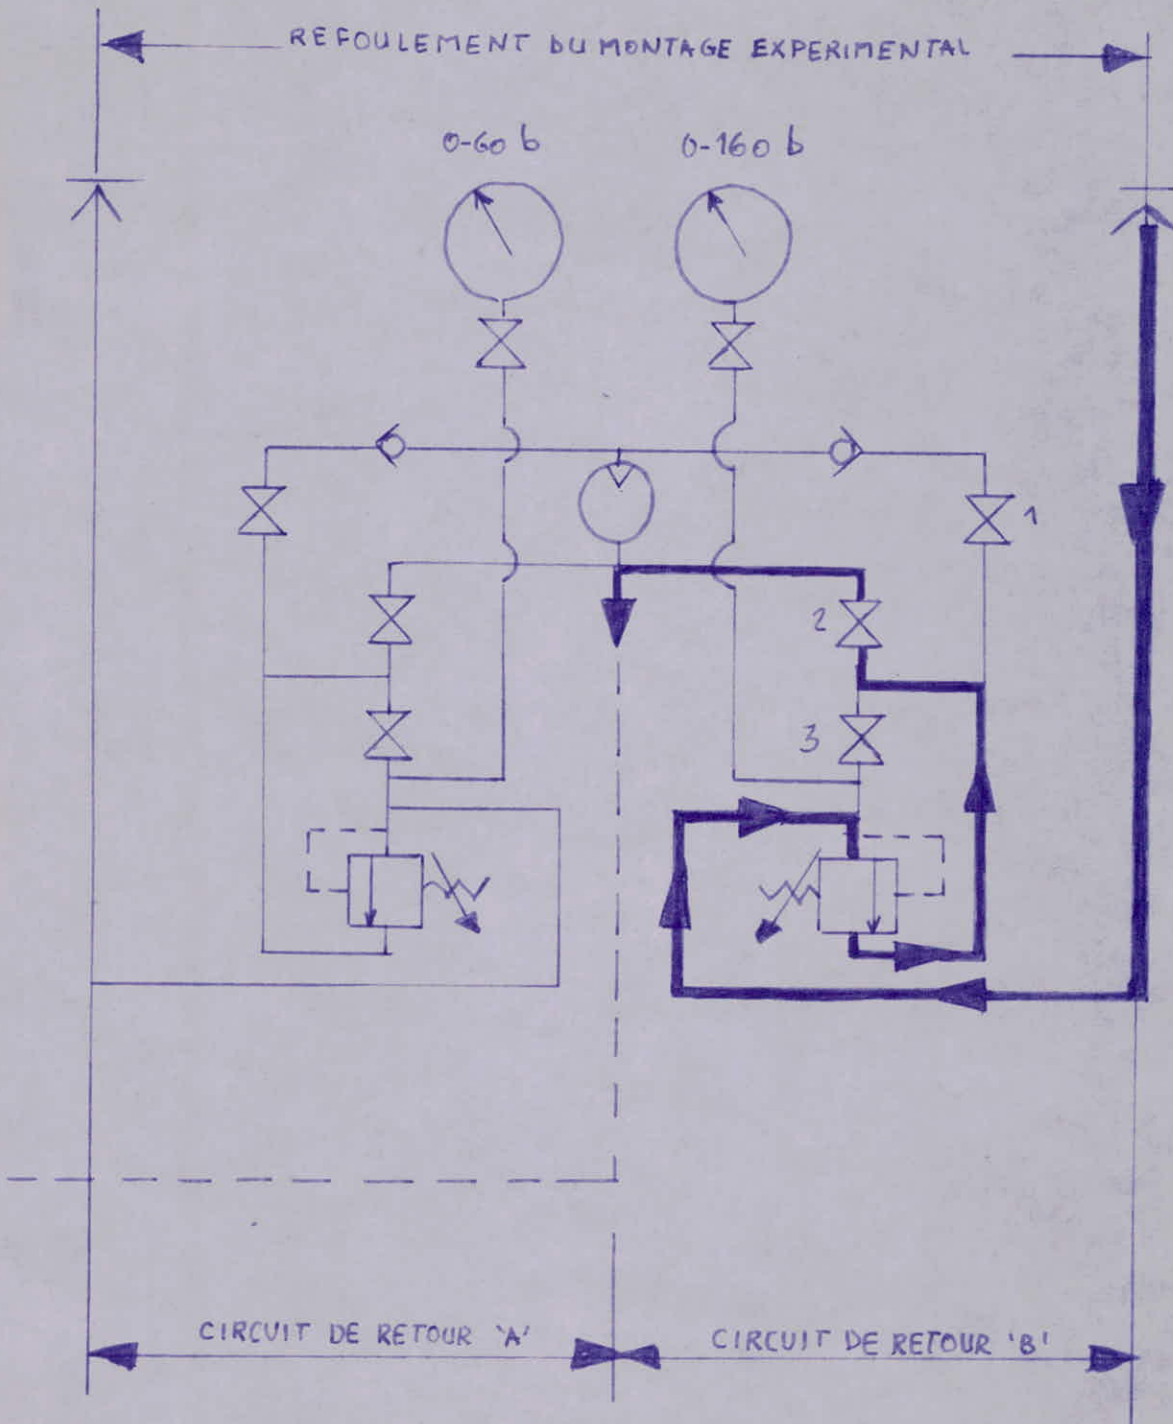 REFOULEMENT DU MONTAGE EXPERIMENTAL
0-60 b
0-160 b
1
2
3
CIRCUIT DE RETOUR 'A'
CIRCUIT DE RETOUR 'B'